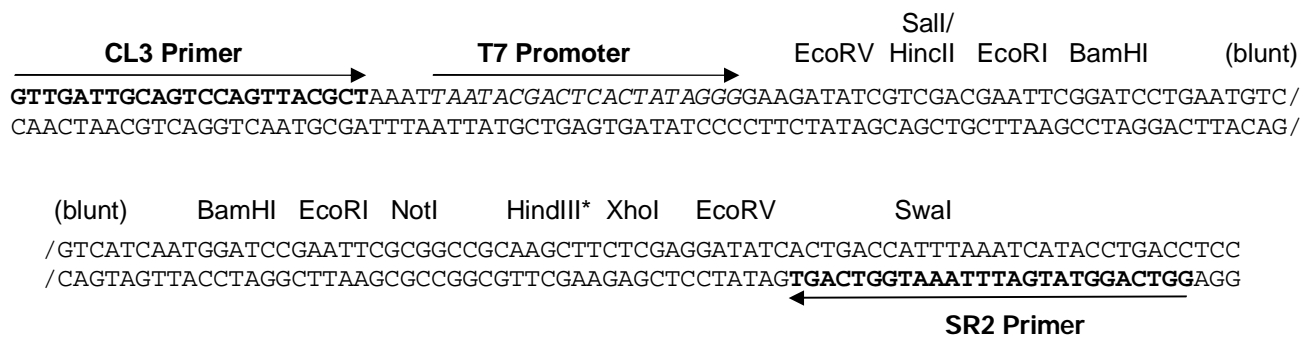 SalI/
CL3 Primer T7 Promoter EcoRV HincII EcoRI BamHI (blunt)
GTTGATTGCAGTCCAGTTACGCTAAATTAATACGACTCACTATAGGGGAAGATATCGTCGACGAATTCGGATCCTGAATGTC/
CAACTAACGTCAGGTCAATGCGATTTAATTATGCTGAGTGATATCCCCTTCTATAGCAGCTGCTTAAGCCTAGGACTTACAG/
(blunt) BamHI EcoRI NotI HindIII* XhoI EcoRV SwaI
/GTCATCAATGGATCCGAATTCGCGGCCGCAAGCTTCTCGAGGATATCACTGACCATTTAAATCATACCTGACCTCC
/CAGTAGTTACCTAGGCTTAAGCGCCGGCGTTCGAAGAGCTCCTATAGTGACTGGTAAATTTAGTATGGACTGGAGG
SR2 Primer